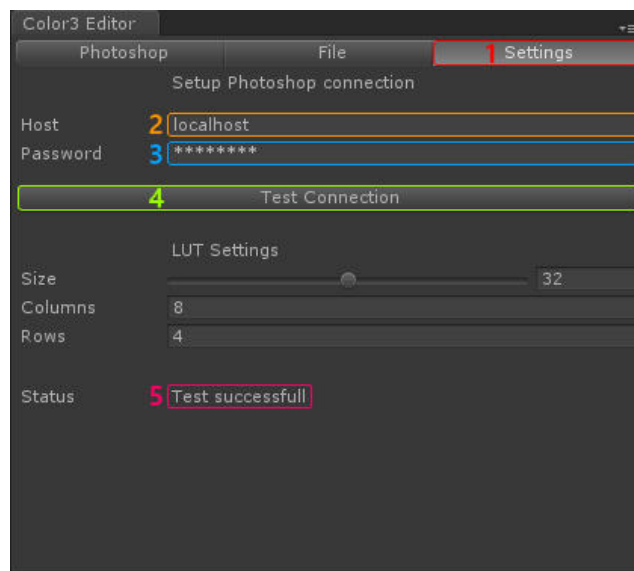 Color3 Editor
Photoshop File 1 Settings
Setup Photoshop connection
Host 2 localhost
Password 3 ********
4 Test Connection
LUT Settings
Size 32
Columns 8
Rows 4
Status 5 Test successfull